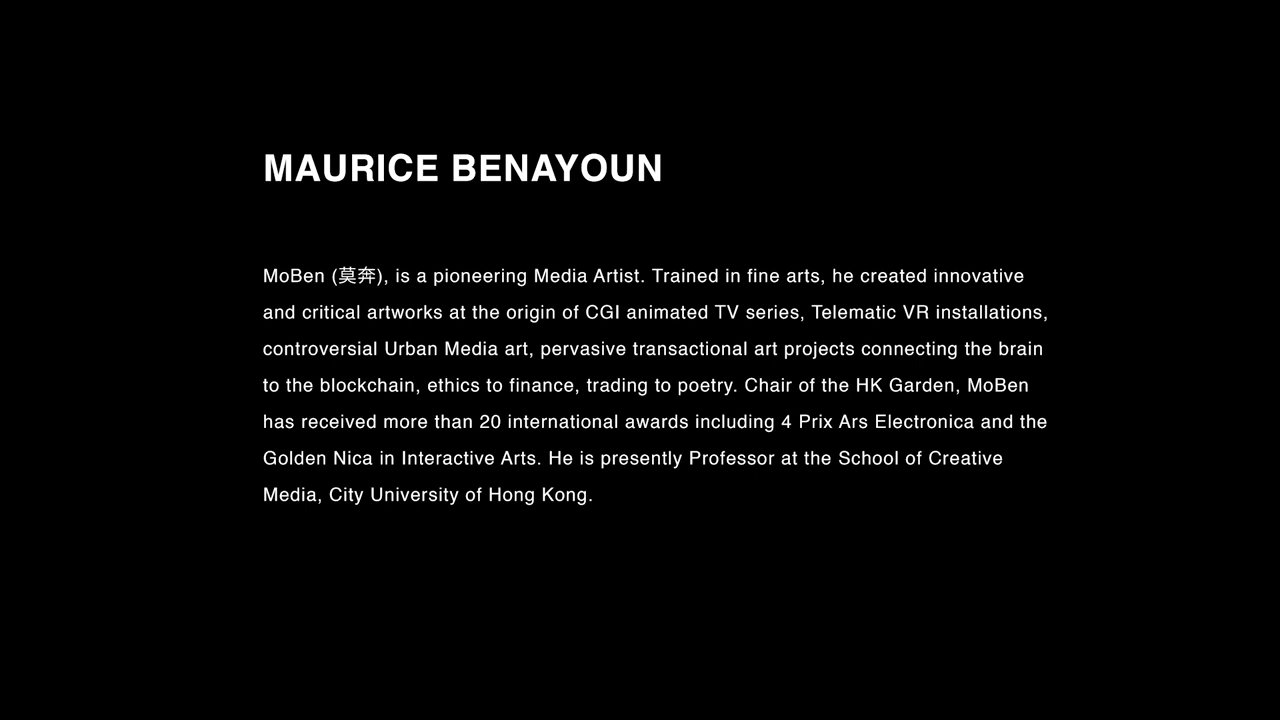 MAURICE BENAYOUN
MoBen (莫奔), is a pioneering Media Artist. Trained in fine arts, he created innovative
and critical artworks at the origin of CGI animated TV series, Telematic VR installations,
controversial Urban Media art, pervasive transactional art projects connecting the brain
to the blockchain, ethics to finance, trading to poetry. Chair of the HK Garden, MoBen
has received more than 20 international awards including 4 Prix Ars Electronica and the
Golden Nica in Interactive Arts. He is presently Professor at the School of Creative
Media, City University of Hong Kong.